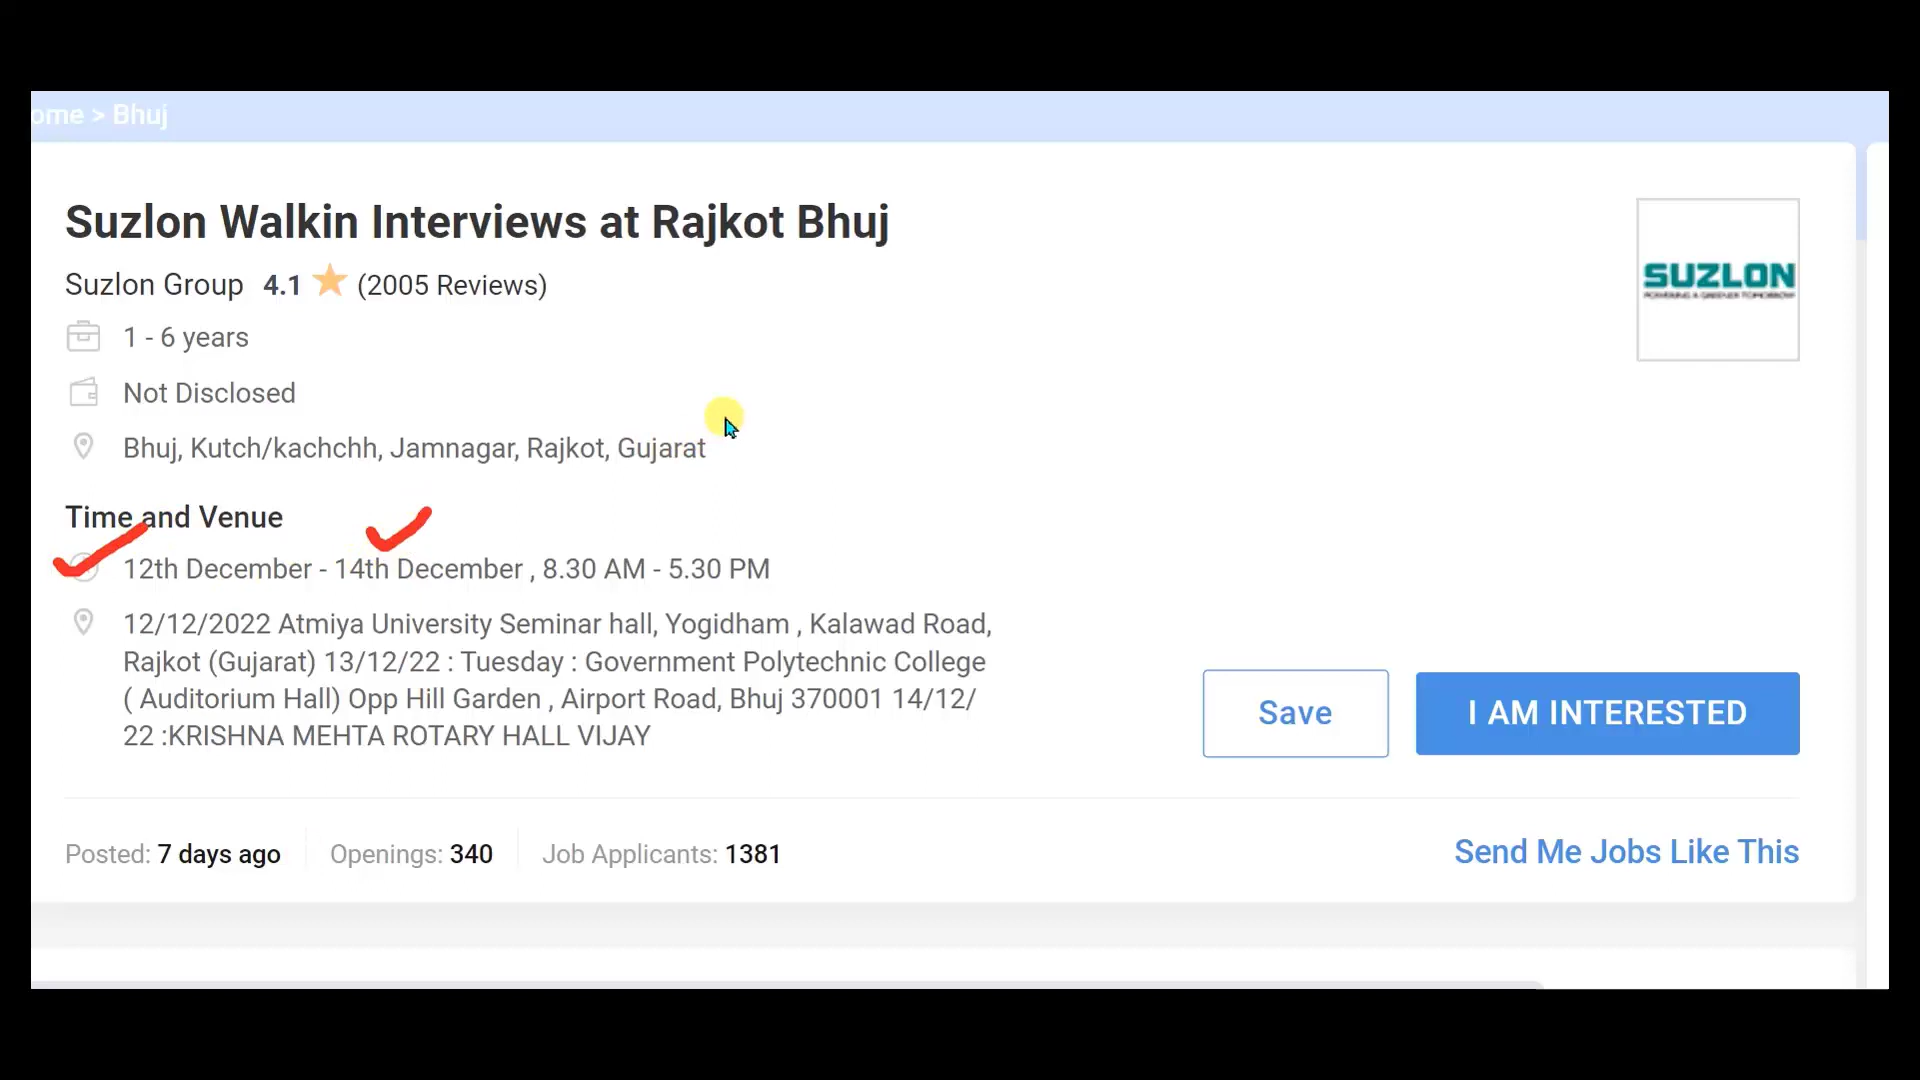 ome > Bhuj
Suzlon Walkin Interviews at Rajkot Bhuj
Suzlon Group 4.1 (2005 Reviews)
SUZLON
POWERING A GREENER TOMORROW
1 - 6 years
Not Disclosed
Bhuj, Kutch/kachchh, Jamnagar, Rajkot, Gujarat
Time and Venue
12th December - 14th December , 8.30 AM - 5.30 PM
12/12/2022 Atmiya University Seminar hall, Yogidham , Kalawad Road,
Rajkot (Gujarat) 13/12/22 : Tuesday : Government Polytechnic College
( Auditorium Hall) Opp Hill Garden , Airport Road, Bhuj 370001 14/12/
22 :KRISHNA MEHTA ROTARY HALL VIJAY
Save
I AM INTERESTED
Posted: 7 days ago Openings: 340 Job Applicants: 1381
Send Me Jobs Like This